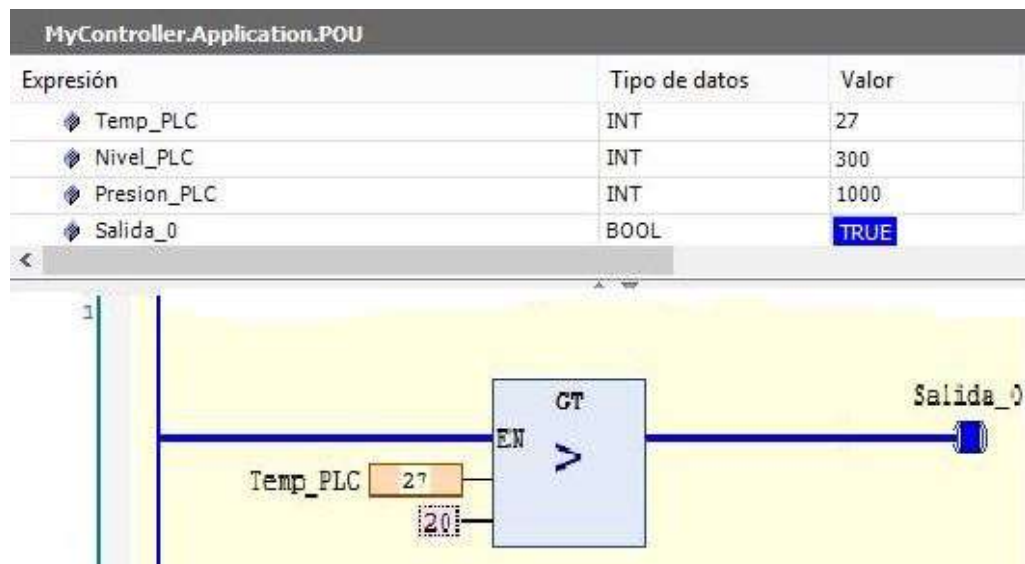 MyController.Application.POU
Expresión Tipo de datos Valor
Temp_PLC INT 27
Nivel_PLC INT 300
Presion_PLC INT 1000
Salida_0 BOOL TRUE
1
GT
Salida_0
EN
>
Temp_PLC 27
20